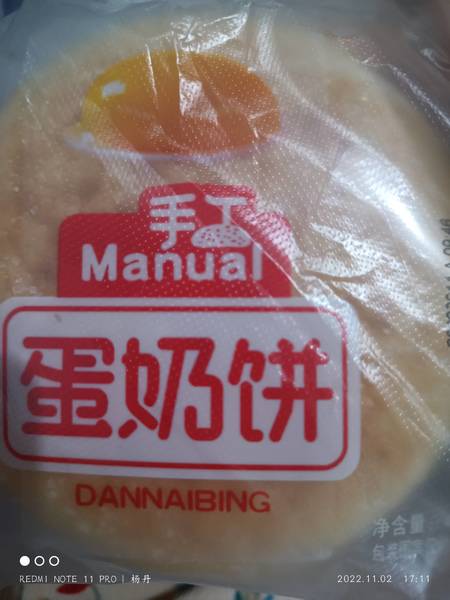 手工
Manual
蛋奶饼
DANNAIBING
净含量
REDMI NOTE 11 PRO | 杨丹
2022.11.02 17:11